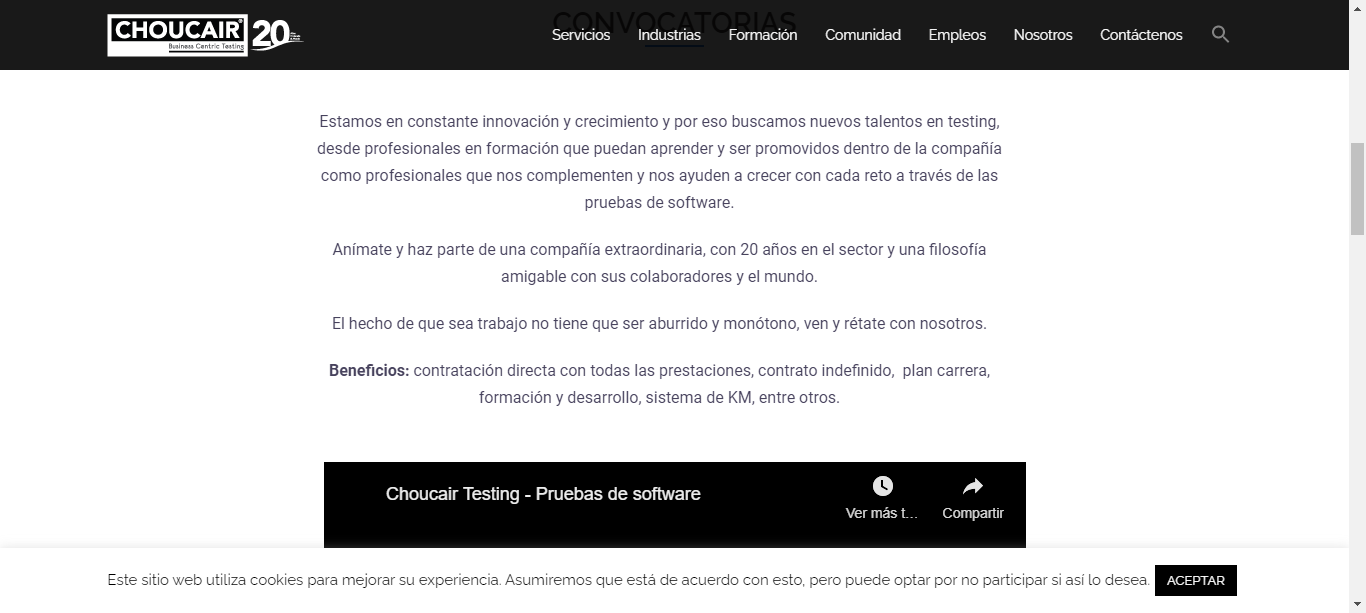 CONVOCATORIAS
CHOUCAIR
Business Centric Testing
20
Servicios Industrias Formación Comunidad Empleos Nosotros Contáctenos
Estamos en constante innovación y crecimiento y por eso buscamos nuevos talentos en testing,
desde profesionales en formación que puedan aprender y ser promovidos dentro de la compañía
como profesionales que nos complementen y nos ayuden a crecer con cada reto a través de las
pruebas de software.
Anímate y haz parte de una compañía extraordinaria, con 20 años en el sector y una filosofía
amigable con sus colaboradores y el mundo.
El hecho de que sea trabajo no tiene que ser aburrido y monótono, ven y rétate con nosotros.
Beneficios: contratación directa con todas las prestaciones, contrato indefinido,  plan carrera,
formación y desarrollo, sistema de KM, entre otros.
Choucair Testing - Pruebas de software
Ver más t... Compartir
Este sitio web utiliza cookies para mejorar su experiencia. Asumiremos que está de acuerdo con esto, pero puede optar por no participar si así lo desea. ACEPTAR